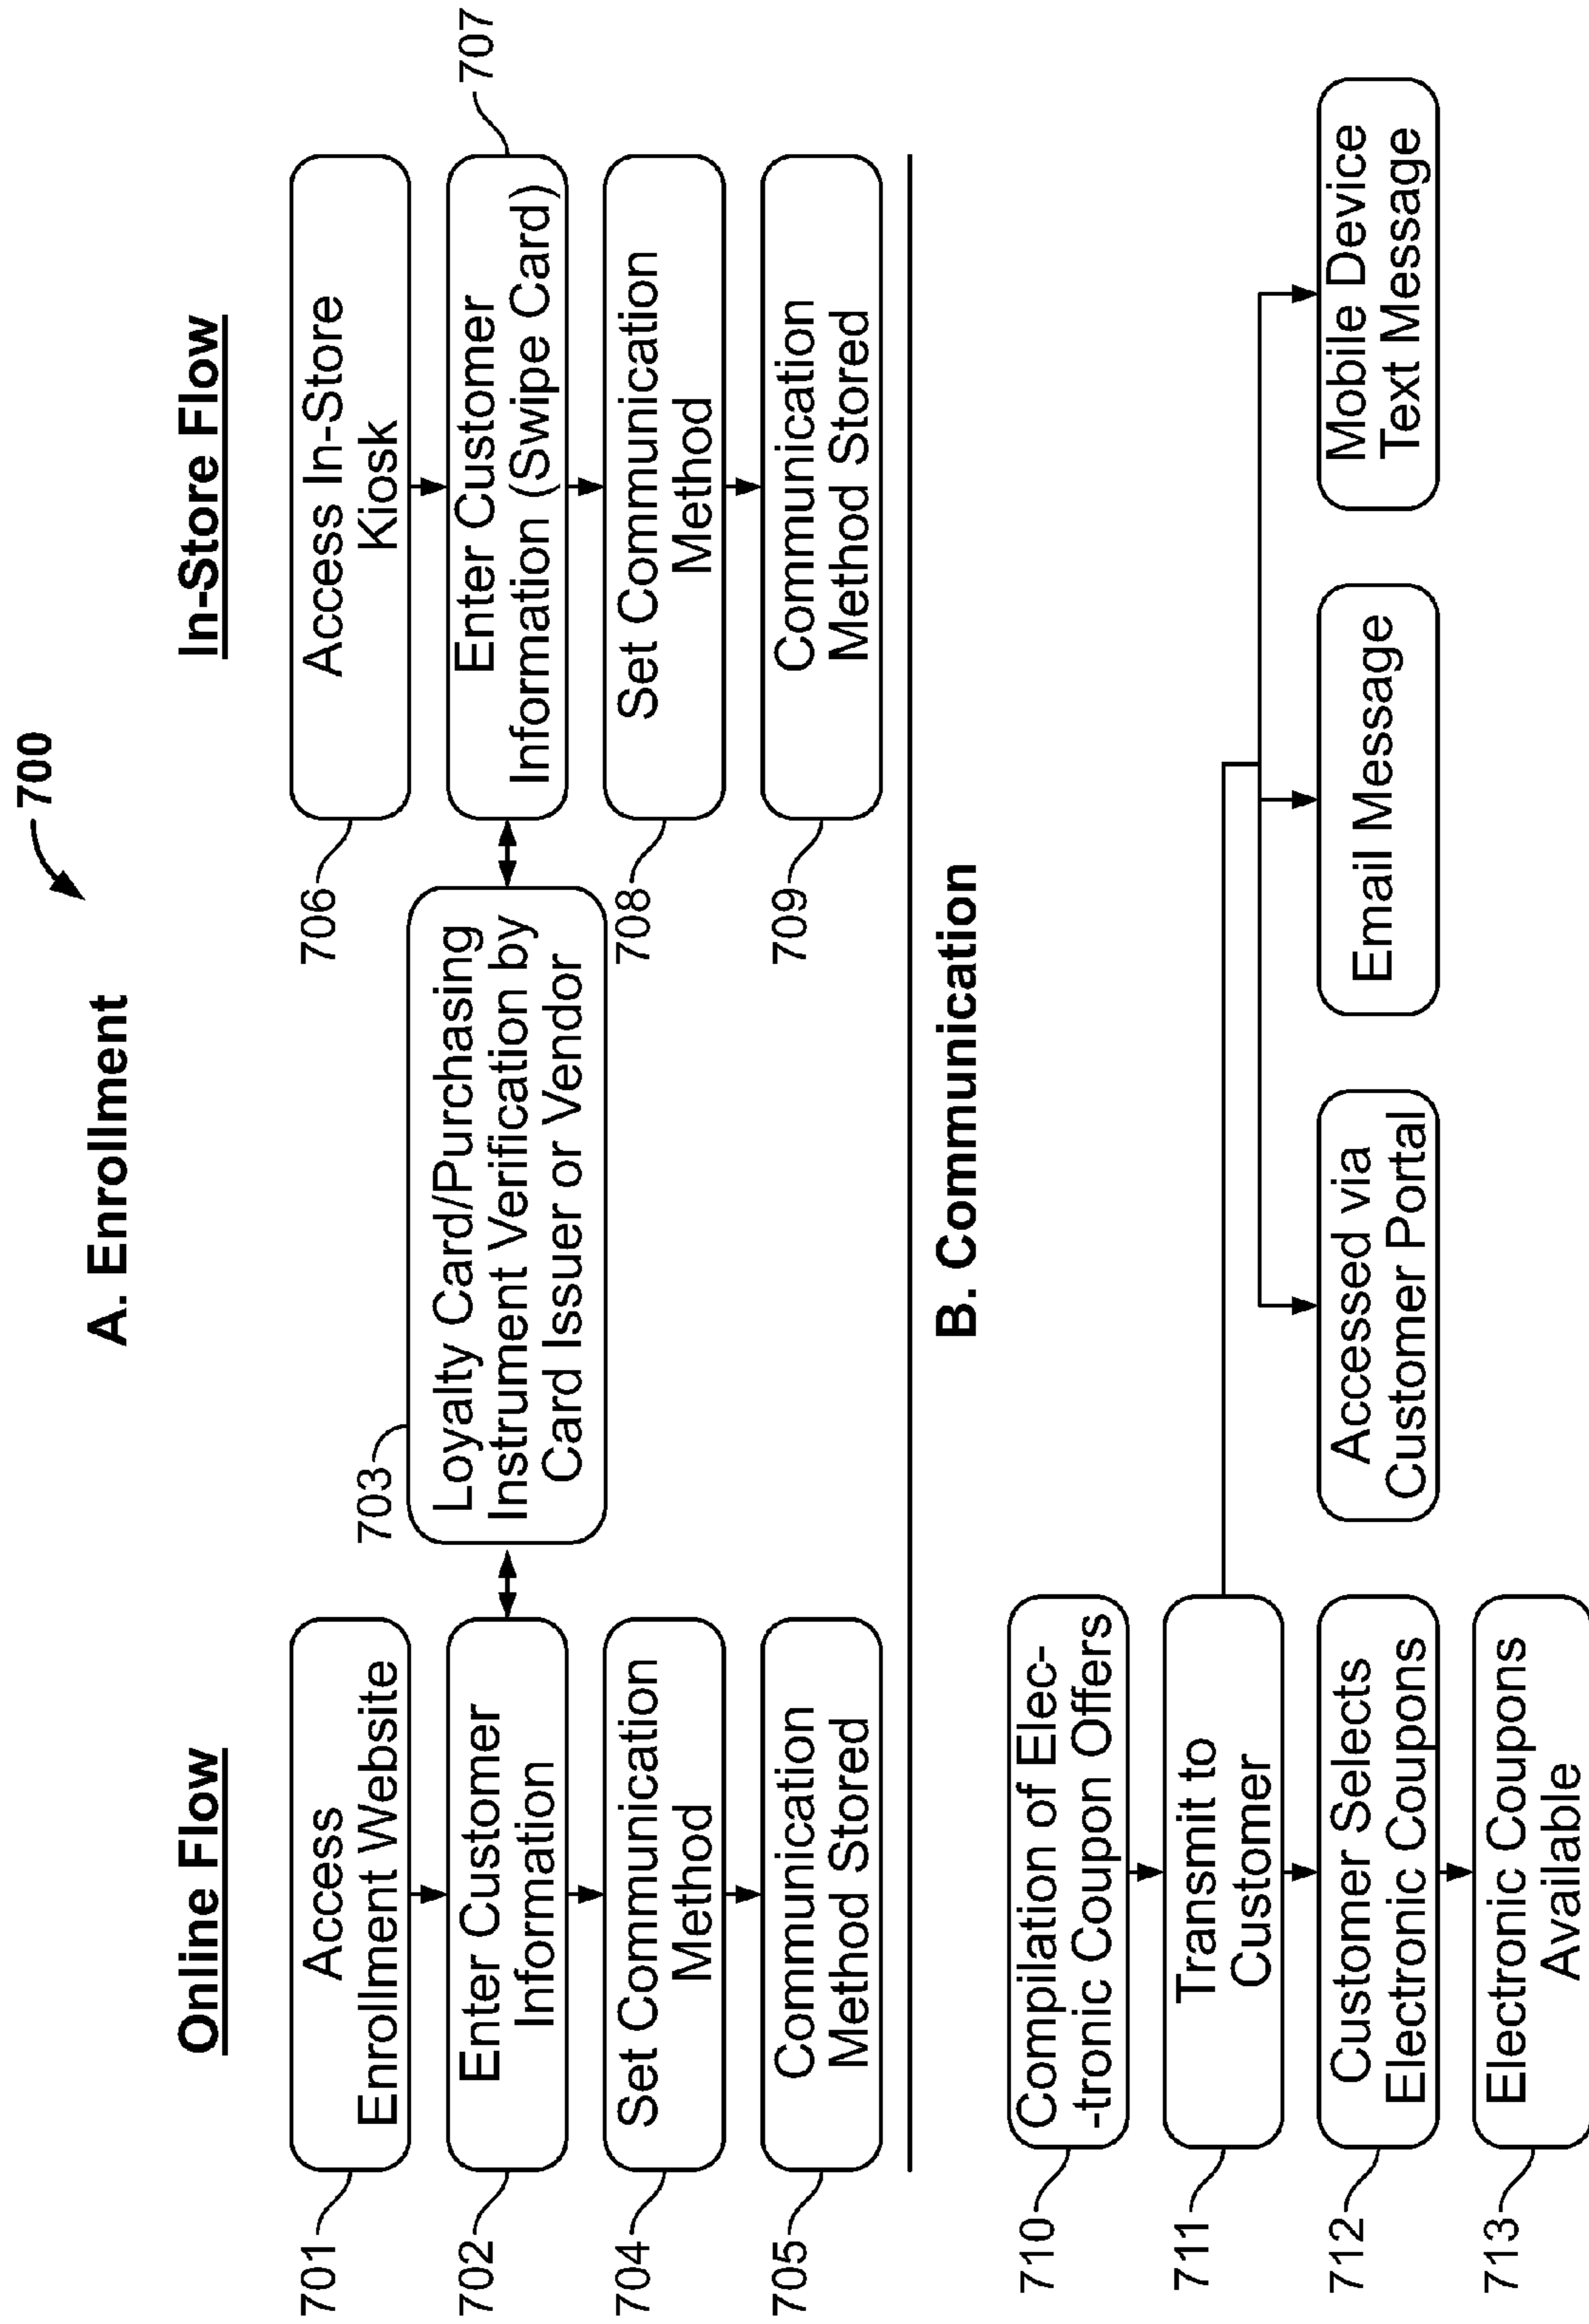 700
A. Enrollment
Online Flow
In-Store Flow
701
Access
Enrollment Website
706
Access In-Store
Kiosk
702
Enter Customer
Information
703
Loyalty Card/Purchasing
Instrument Verification by
Card Issuer or Vendor
707
Enter Customer
Information (Swipe Card)
704
Set Communication
Method
708
Set Communication
Method
705
Communication
Method Stored
709
Communication
Method Stored
B. Communication
710
Compilation of Elec-
-tronic Coupon Offers
711
Transmit to
Customer
712
Customer Selects
Electronic Coupons
Accessed via
Customer Portal
Email Message
Mobile Device
Text Message
713
Electronic Coupons
Available